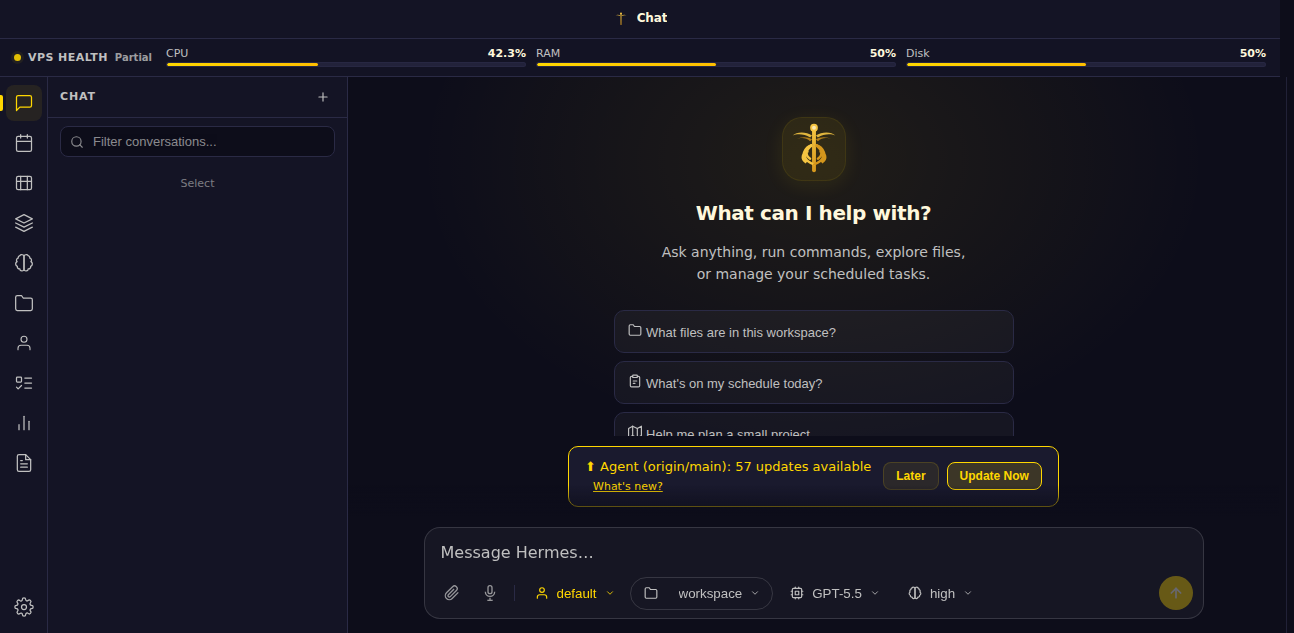 Chat
VPS HEALTH Partial
CPU 42.3%
RAM 50%
Disk 50%
CHAT
Filter conversations...
Select
What can I help with?
Ask anything, run commands, explore files,
or manage your scheduled tasks.
What files are in this workspace?
What's on my schedule today?
Help me plan a small project
Agent (origin/main): 57 updates available
What's new?
Later
Update Now
Message Hermes…
default workspace GPT-5.5 high